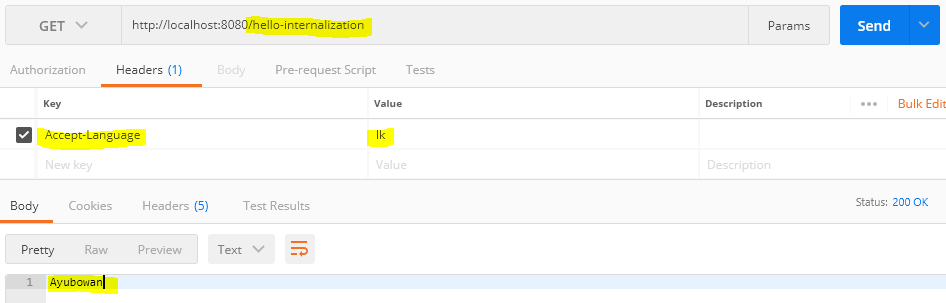 GET http://localhost:8080/hello-internalization Params Send
Authorization Headers (1) Body Pre-request Script Tests
Key Value Description ••• Bulk Edit
Accept-Language lk
New key Value Description
Body Cookies Headers (5) Test Results Status: 200 OK
Pretty Raw Preview Text
1 Ayubowan